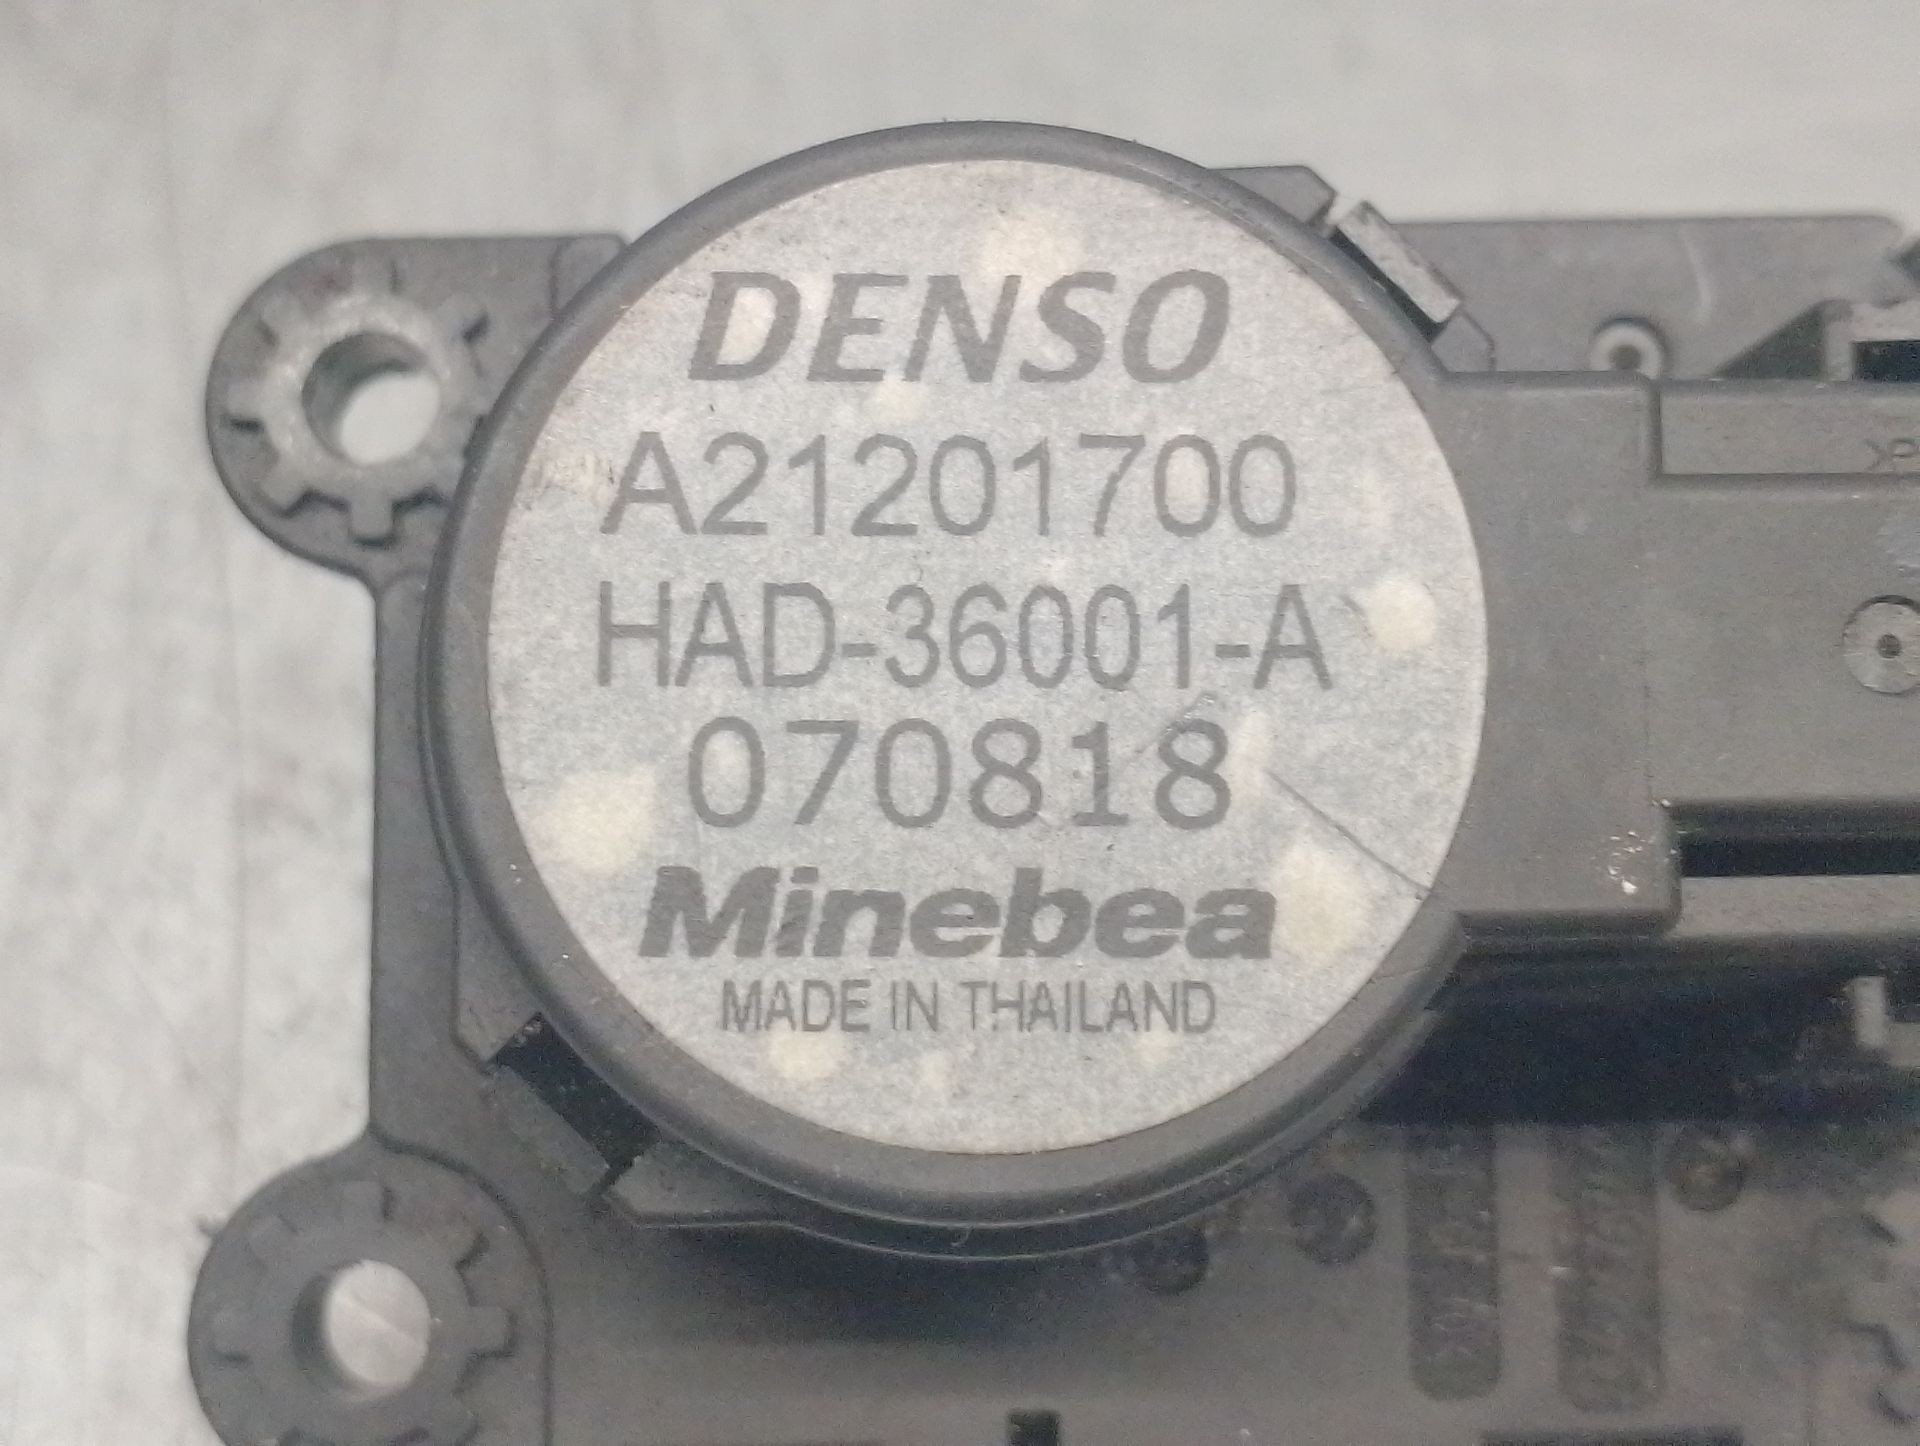 DENSO
A21201700
HAD-36001-A
070818
Minebea
MADE IN THAILAND